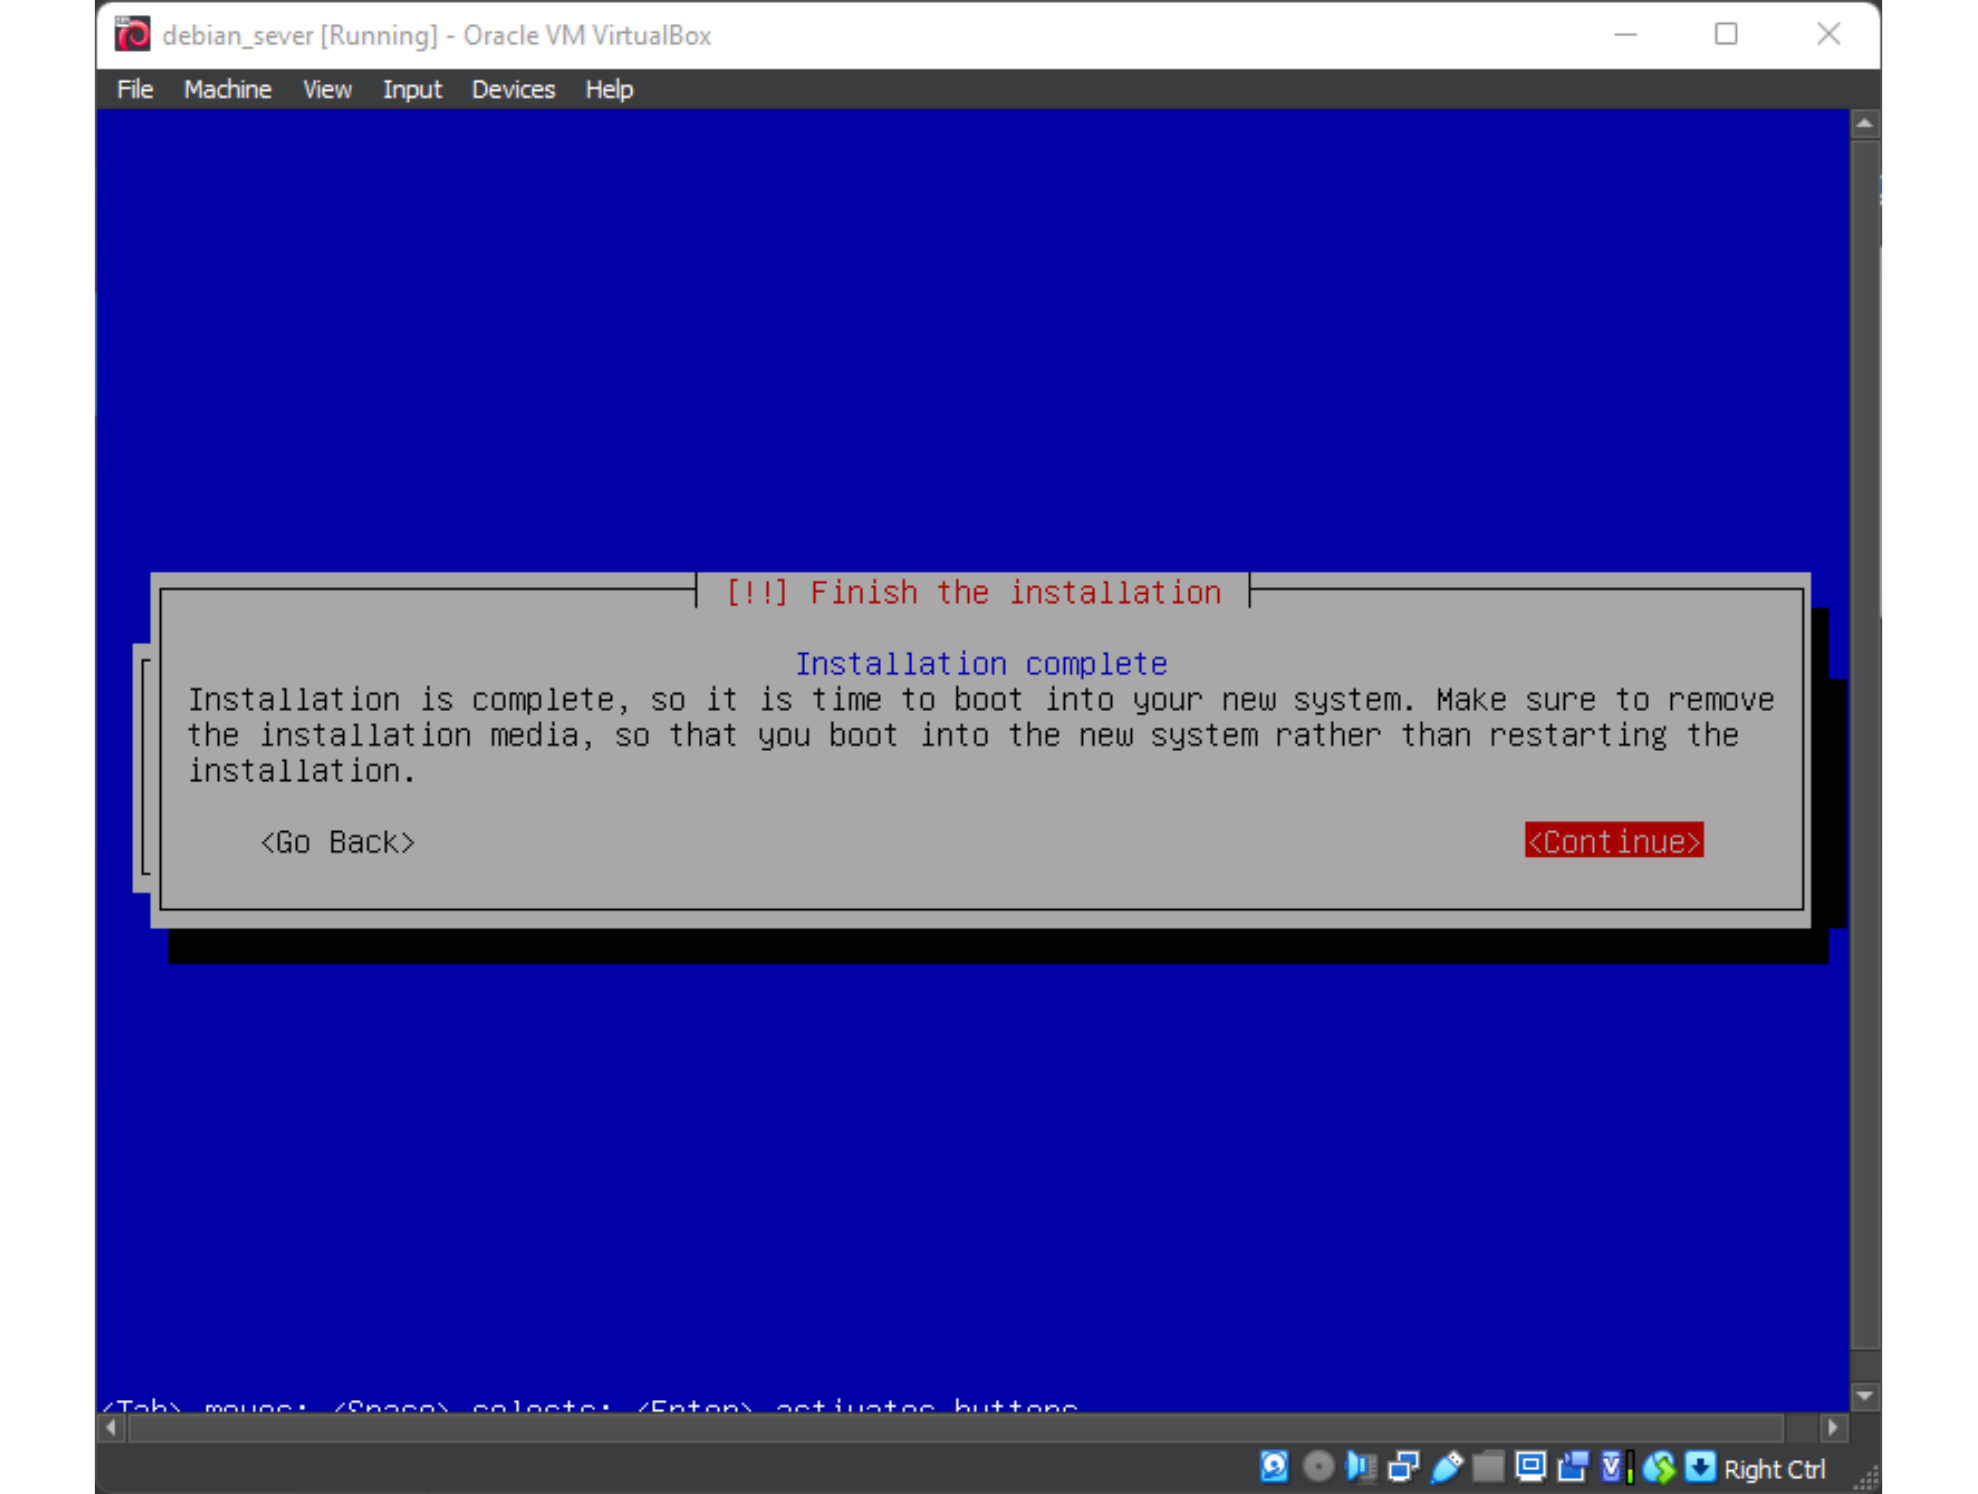 debian_sever [Running] - Oracle VM VirtualBox
File Machine View Input Devices Help
[!!] Finish the installation
Installation complete
Installation is complete, so it is time to boot into your new system. Make sure to remove
the installation media, so that you boot into the new system rather than restarting the
installation.
<Go Back> <Continue>
<Tab> moves; <Space> selects; <Enter> activates buttons
Right Ctrl